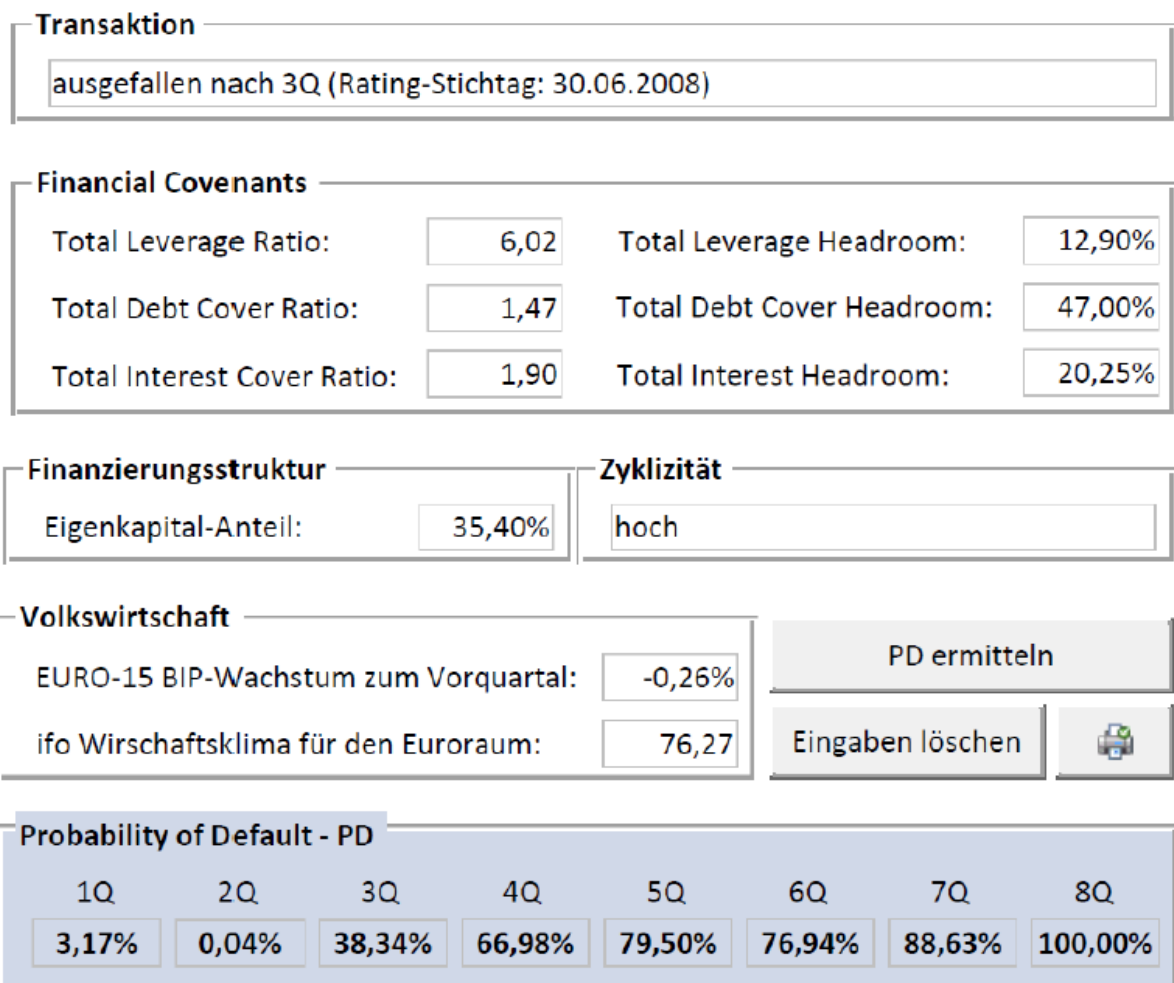 Transaktion
ausgefallen nach 3Q (Rating-Stichtag: 30.06.2008)
Financial Covenants
Total Leverage Ratio: 6,02 Total Leverage Headroom: 12,90%
Total Debt Cover Ratio: 1,47 Total Debt Cover Headroom: 47,00%
Total Interest Cover Ratio: 1,90 Total Interest Headroom: 20,25%
Finanzierungsstruktur Zyklizität
Eigenkapital-Anteil: 35,40% hoch
Volkswirtschaft
EURO-15 BIP-Wachstum zum Vorquartal: -0,26% PD ermitteln
ifo Wirschaftsklima für den Euroraum: 76,27 Eingaben löschen
Probability of Default - PD
1Q 2Q 3Q 4Q 5Q 6Q 7Q 8Q
3,17% 0,04% 38,34% 66,98% 79,50% 76,94% 88,63% 100,00%